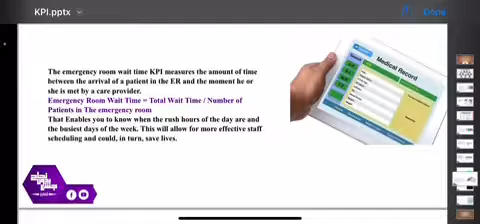 KPI.pptx
Done
The emergency room wait time KPI measures the amount of time
between the arrival of a patient in the ER and the moment he or
she is met by a care provider.
Emergency Room Wait Time = Total Wait Time / Number of
Patients in The emergency room
That Enables you to know when the rush hours of the day are and
the busiest days of the week. This will allow for more effective staff
scheduling and could, in turn, save lives.
Medical Record